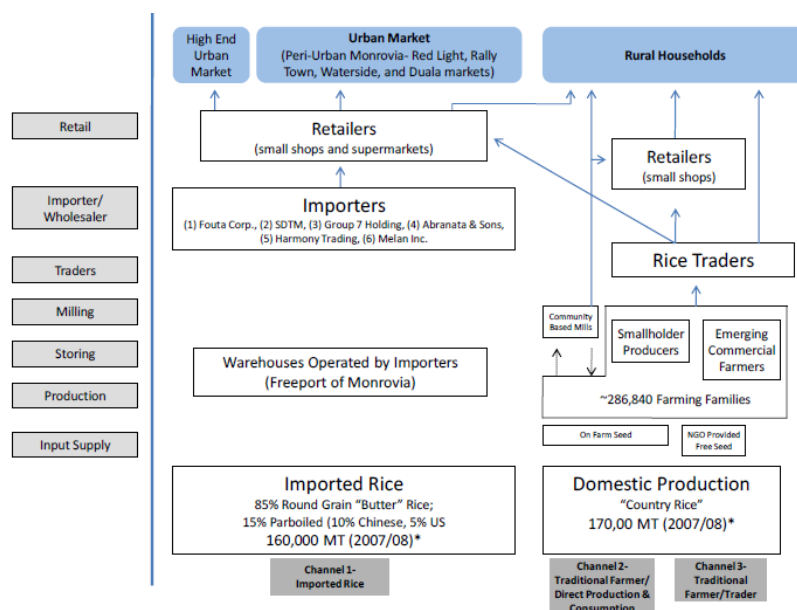 High End
Urban
Market
Urban Market
(Peri-Urban Monrovia- Red Light, Rally
Town, Waterside, and Duala markets)
Rural Households
Retail
Retailers
(small shops and supermarkets)
Retailers
(small shops)
Importer/
Wholesaler
Importers
(1) Fouta Corp., (2) SDTM, (3) Group 7 Holding, (4) Abranata & Sons,
(5) Harmony Trading, (6) Melan Inc.
Traders
Rice Traders
Milling
Community
Based Mills
Smallholder
Producers
Emerging
Commercial
Farmers
Storing
Warehouses Operated by Importers
(Freeport of Monrovia)
Production
~286,840 Farming Families
Input Supply
On Farm Seed
NGO Provided
Free Seed
Imported Rice
85% Round Grain “Butter” Rice;
15% Parboiled (10% Chinese, 5% US
160,000 MT (2007/08)*
Domestic Production
“Country Rice”
170,00 MT (2007/08)*
Channel 1-
Imported Rice
Channel 2-
Traditional Farmer/
Direct Production &
Consumption
Channel 3-
Traditional
Farmer/Trader